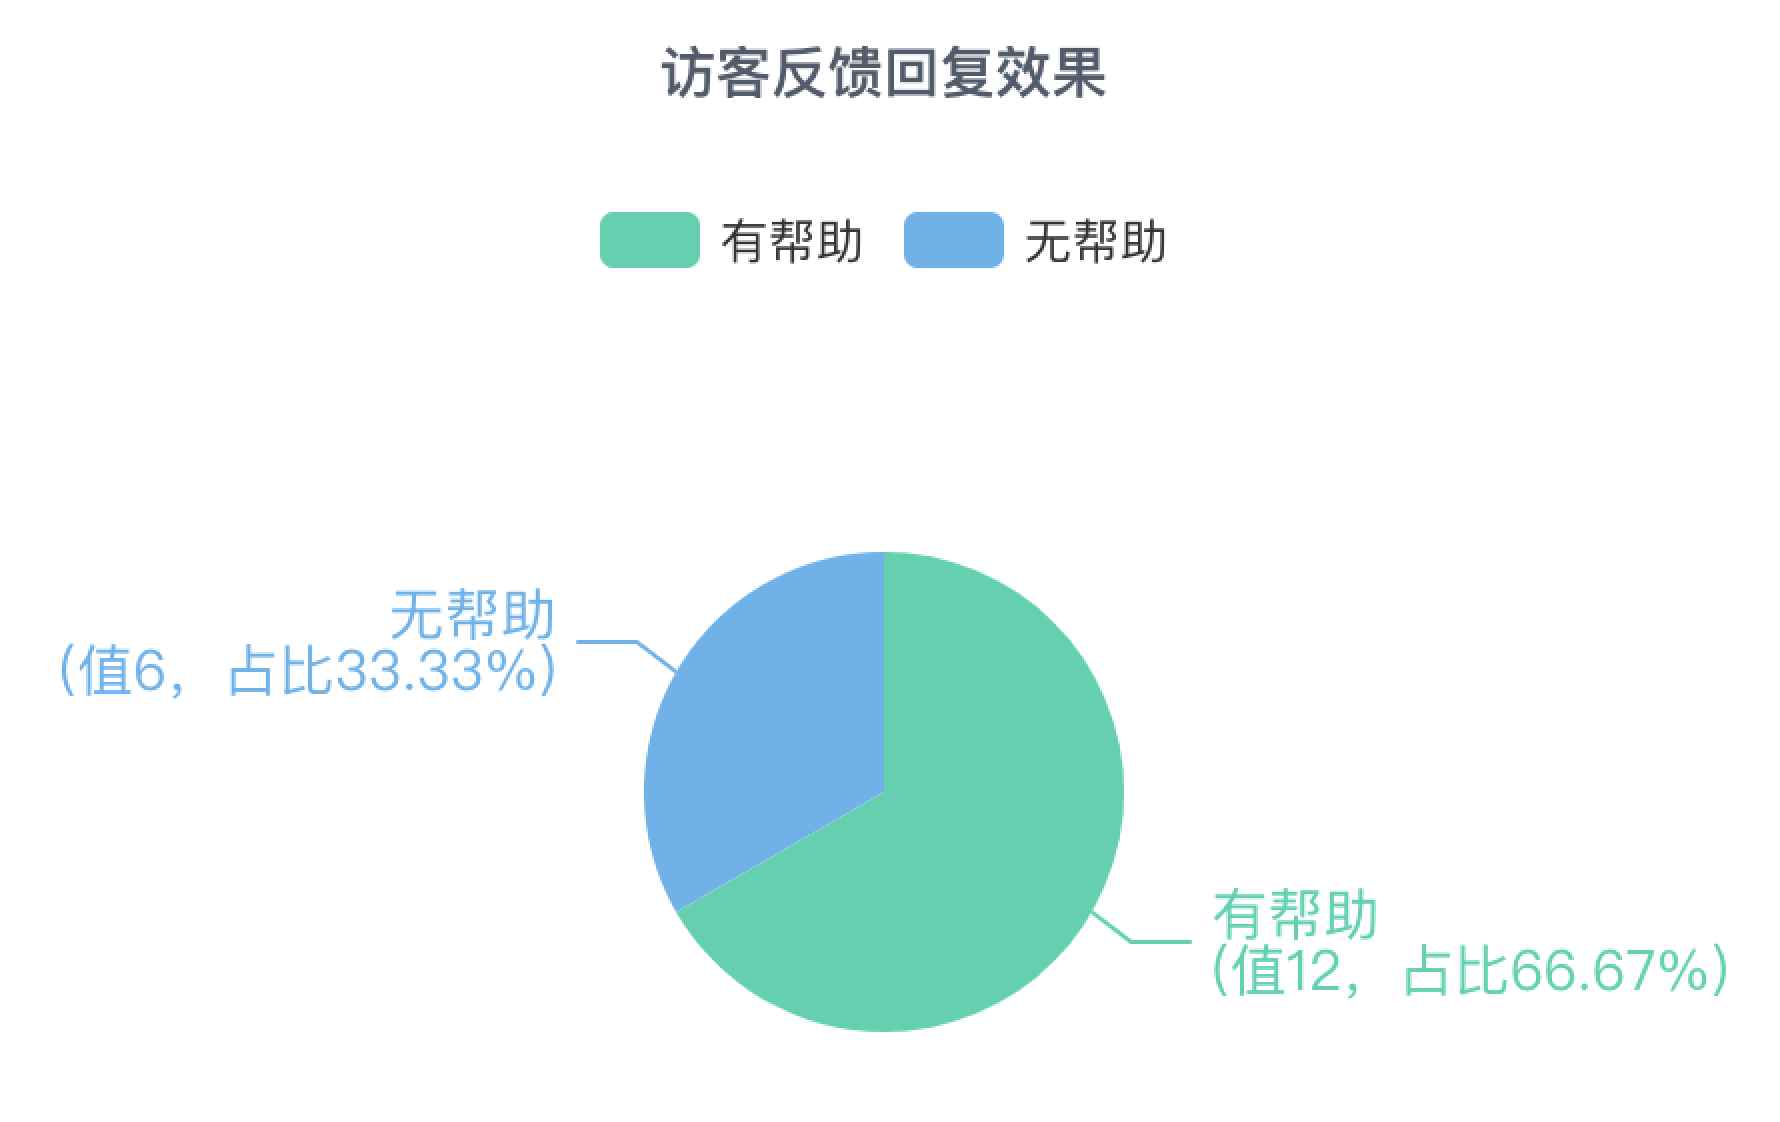 访客反馈回复效果
有帮助 无帮助
无帮助
(值6，占比33.33%)
有帮助
(值12，占比66.67%)